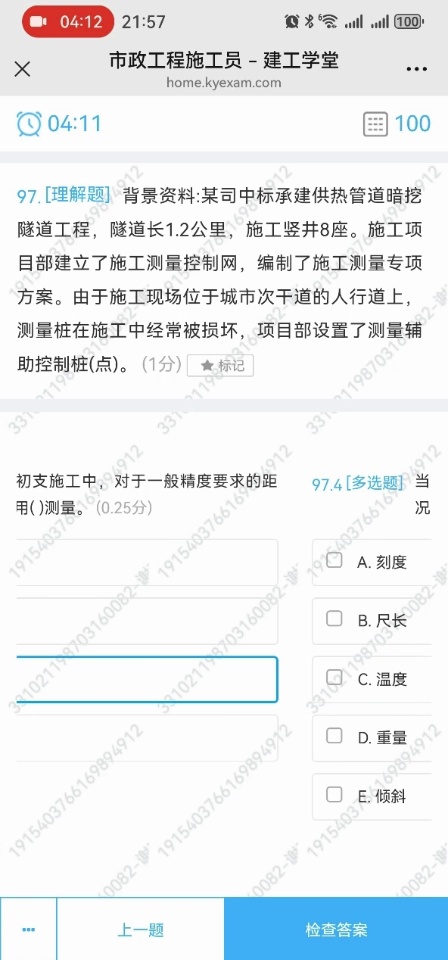 04:12 21:57 6 100
市政工程施工员 – 建工学堂
home.kyexam.com
04:11 100
97.[理解题] 背景资料:某司中标承建供热管道暗挖
隧道工程，隧道长1.2公里，施工竖井8座。施工项
目部建立了施工测量控制网，编制了施工测量专项
方案。由于施工现场位于城市次干道的人行道上，
测量桩在施工中经常被损坏，项目部设置了测量辅
助控制桩(点)。 (1分) ★ 标记
初支施工中，对于一般精度要求的距
用( )测量。 (0.25分)
97.4 [多选题] 当
况
A. 刻度
B. 尺长
C. 温度
D. 重量
E. 倾斜
上一题
检查答案